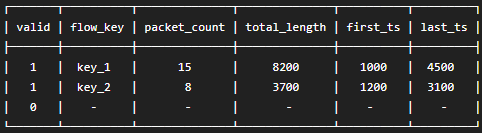 valid | flow_key | packet_count | total_length | first_ts | last_ts
1 | key_1 | 15 | 8200 | 1000 | 4500
1 | key_2 | 8 | 3700 | 1200 | 3100
0 | - | - | - | - | -